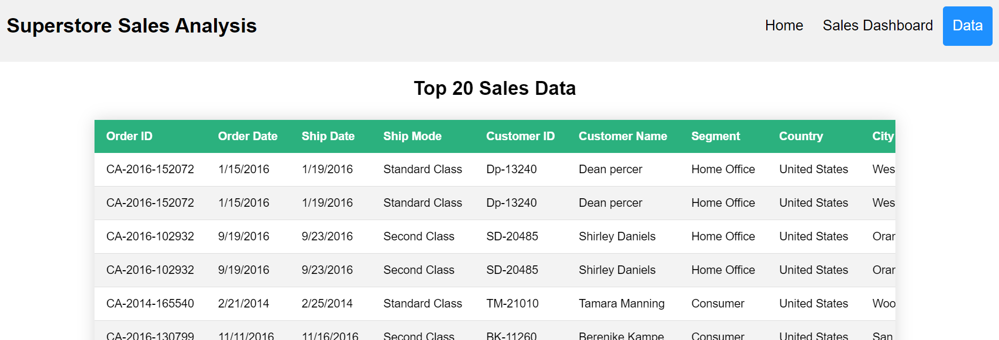 Superstore Sales Analysis Home Sales Dashboard Data
Top 20 Sales Data
Order ID Order Date Ship Date Ship Mode Customer ID Customer Name Segment Country City
CA-2016-152072 1/15/2016 1/19/2016 Standard Class Dp-13240 Dean percer Home Office United States Wes
CA-2016-152072 1/15/2016 1/19/2016 Standard Class Dp-13240 Dean percer Home Office United States Wes
CA-2016-102932 9/19/2016 9/23/2016 Second Class SD-20485 Shirley Daniels Home Office United States Oran
CA-2016-102932 9/19/2016 9/23/2016 Second Class SD-20485 Shirley Daniels Home Office United States Oran
CA-2014-165540 2/21/2014 2/25/2014 Standard Class TM-21010 Tamara Manning Consumer United States Woo
CA-2016-130799 11/11/2016 11/16/2016 Second Class BK-11260 Berenike Kampe Consumer United States San